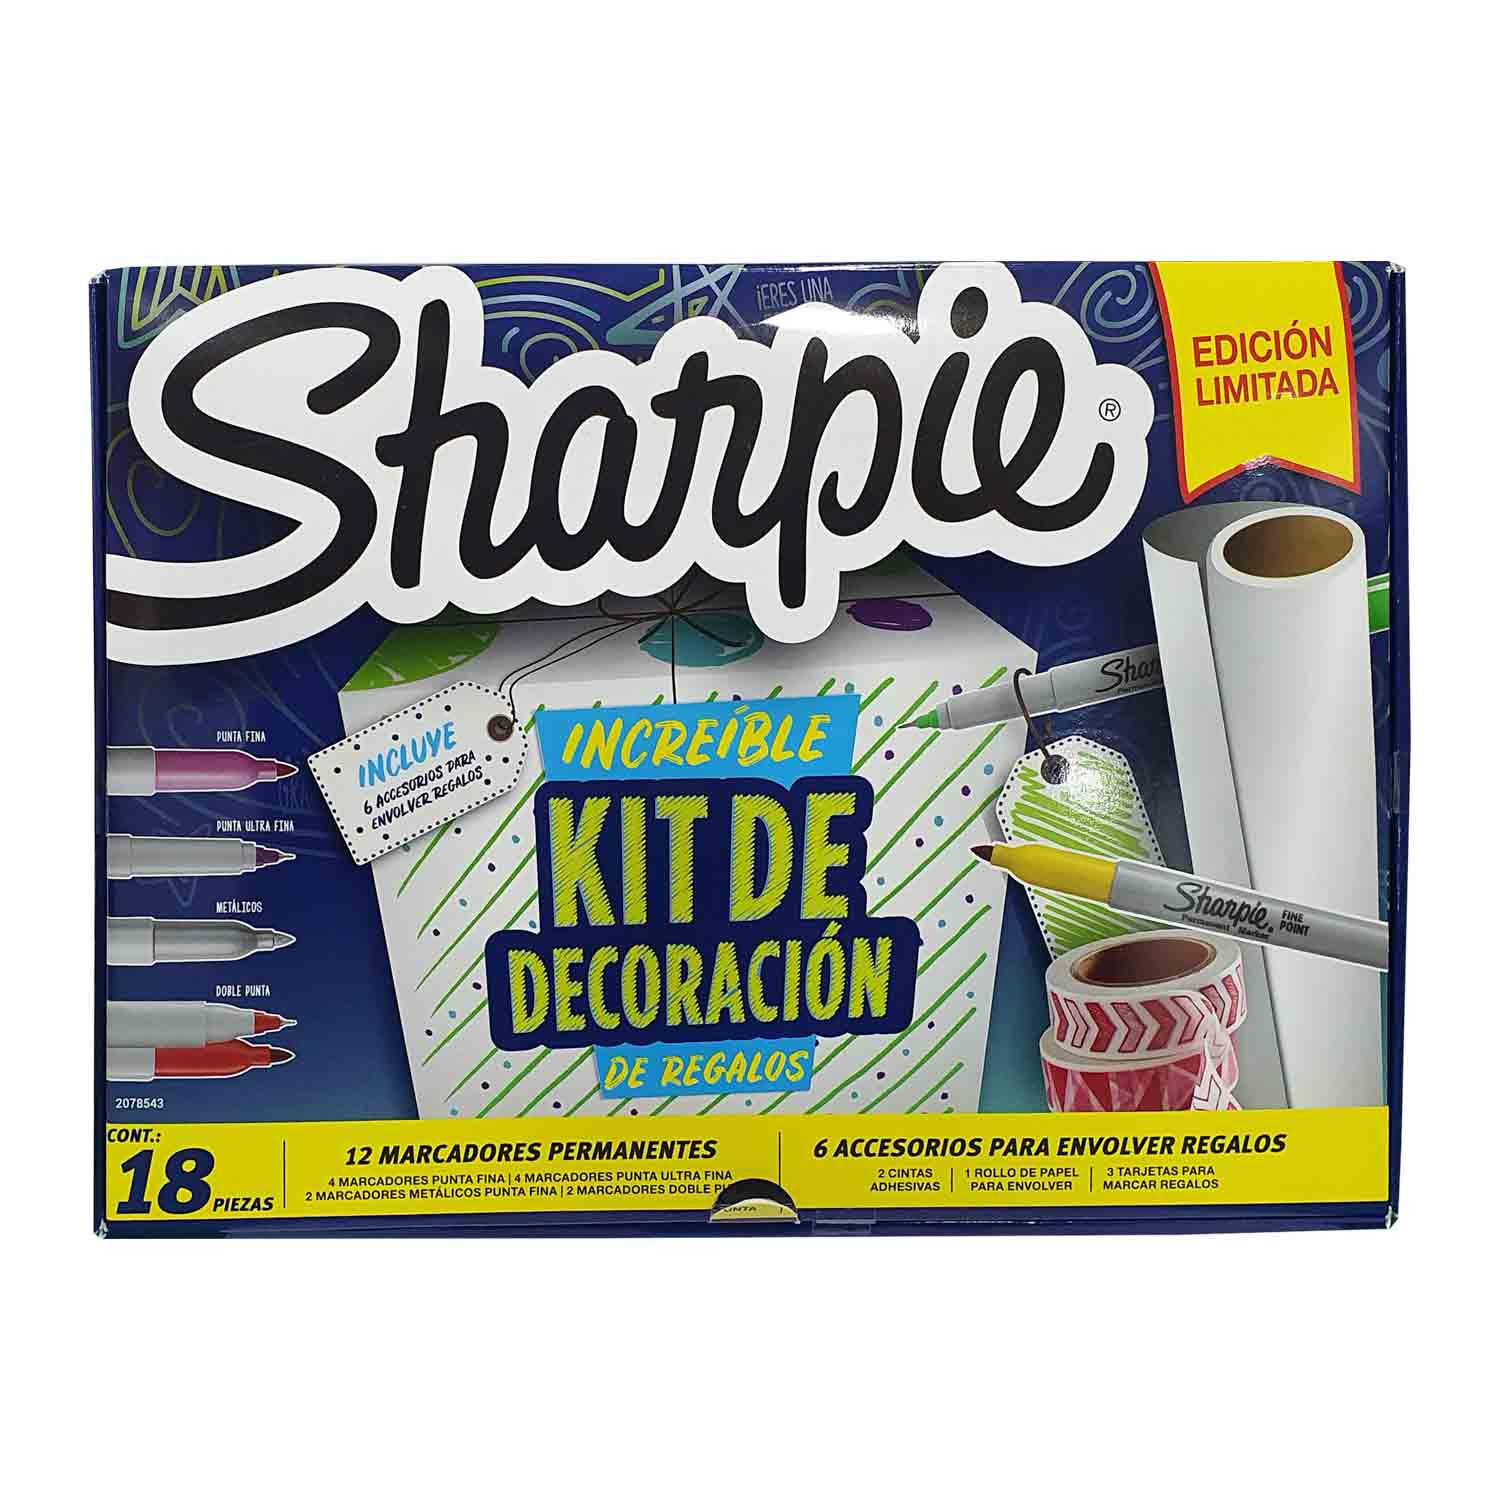 ¡ERES UNA
Sharpie®
EDICIÓN
LIMITADA
Shar
PUNTA FINA
INCLUYE
6 ACCESORIOS PARA
ENVOLVER REGALOS
INCREÍBLE
KIT DE
DECORACIÓN
DE REGALOS
PUNTA ULTRA FINA
METÁLICOS
DOBLE PUNTA
Sharpie®
Permanent Marker
FINE
POINT
2078543
CONT.:
18 PIEZAS
12 MARCADORES PERMANENTES
4 MARCADORES PUNTA FINA | 4 MARCADORES PUNTA ULTRA FINA
2 MARCADORES METÁLICOS PUNTA FINA | 2 MARCADORES DOBLE
6 ACCESORIOS PARA ENVOLVER REGALOS
2 CINTAS
ADHESIVAS
1 ROLLO DE PAPEL
PARA ENVOLVER
3 TARJETAS PARA
MARCAR REGALOS